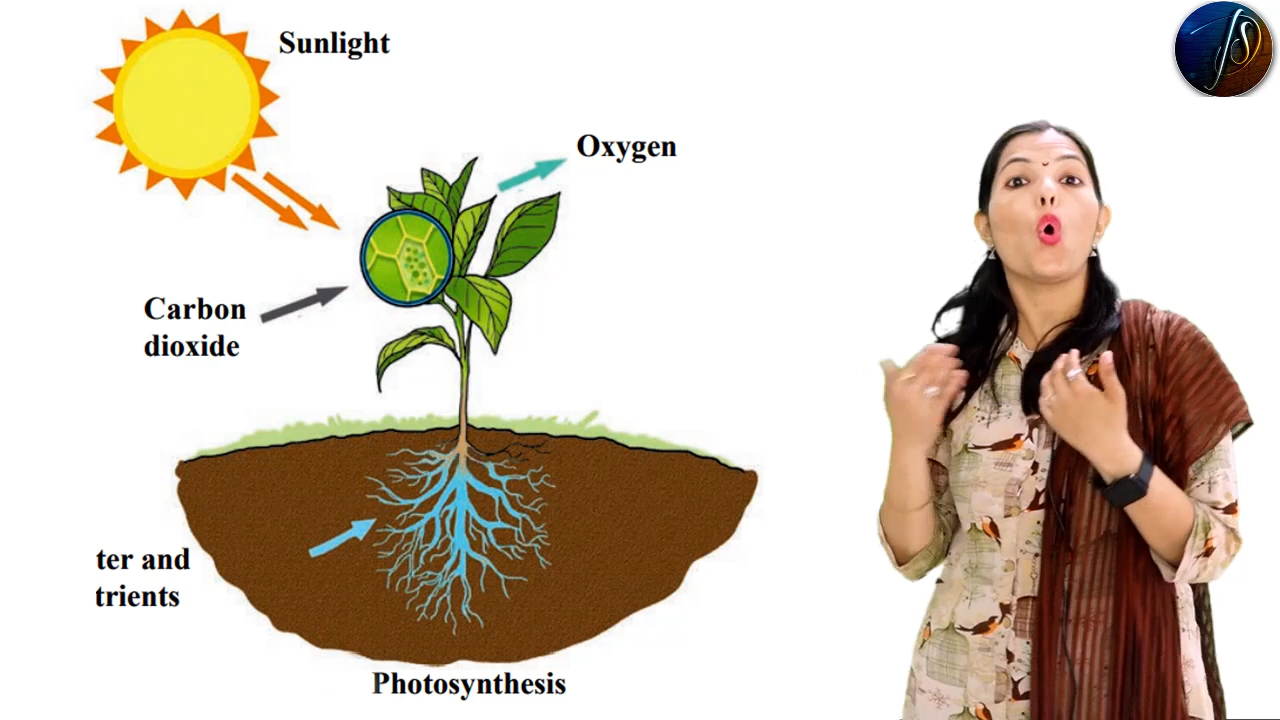 Sunlight
Oxygen
Carbon
dioxide
ter and
trients
Photosynthesis